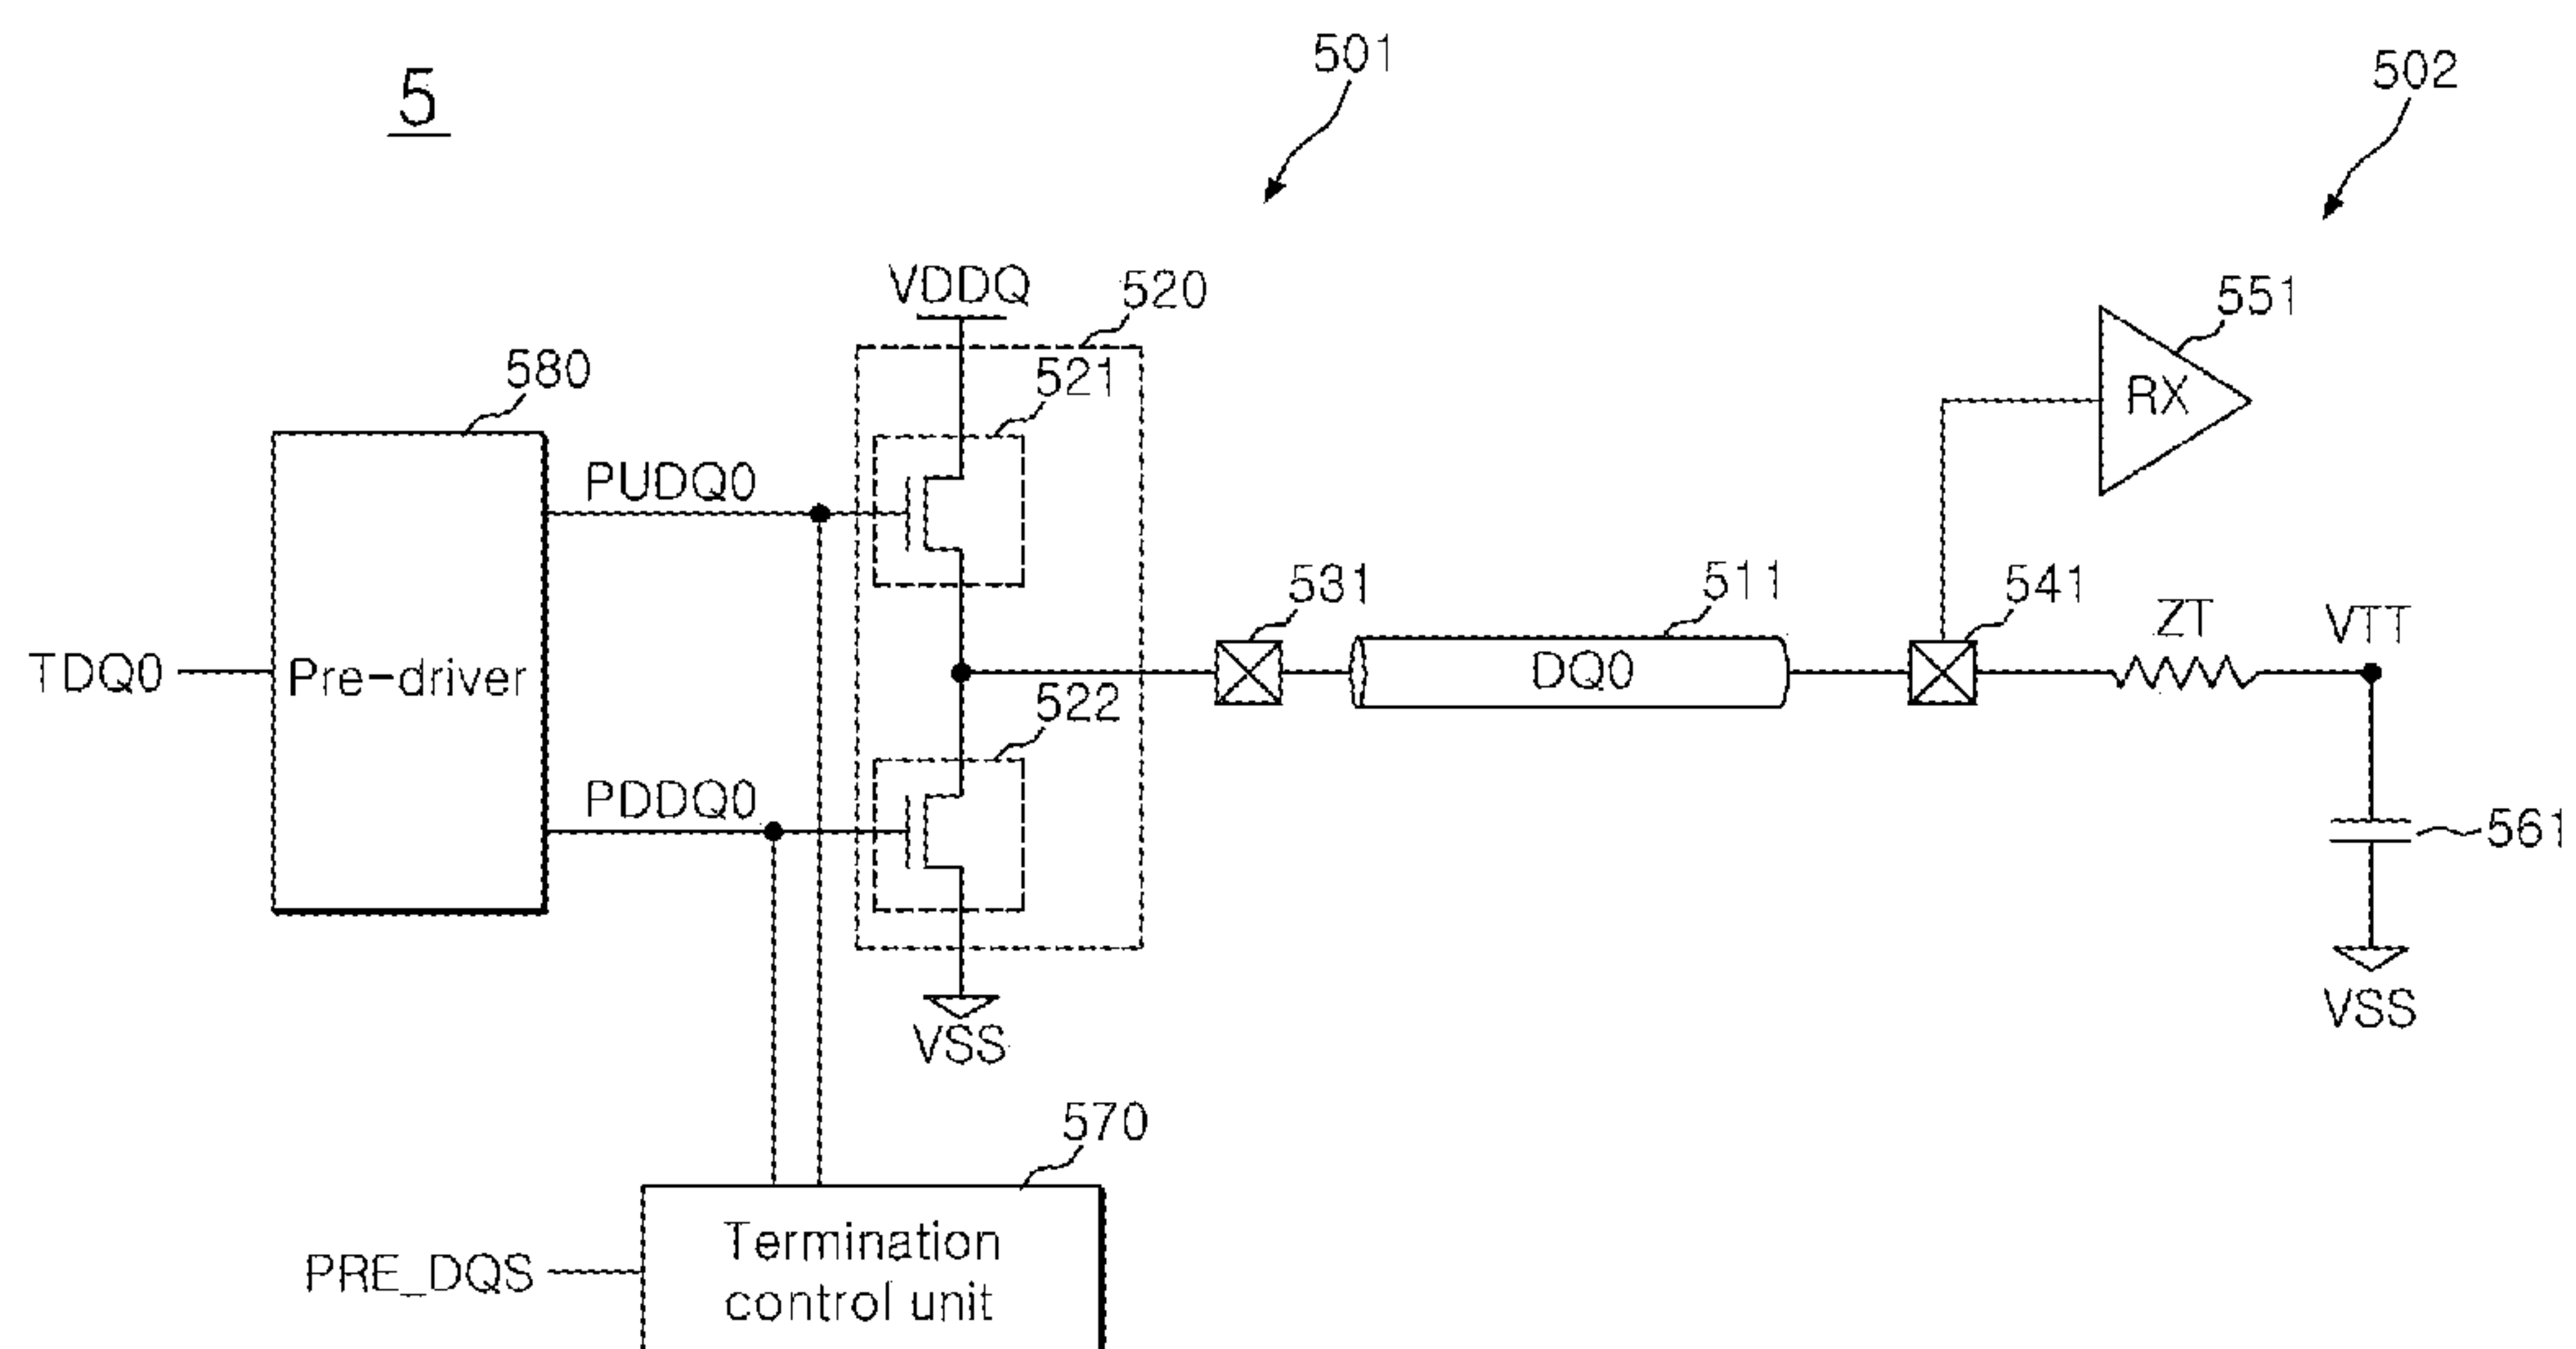 5
501
502
VDDQ
520
551
580
521
RX
PUDQ0
531
511
541
ZT
VTT
TDQ0
Pre-driver
DQ0
522
PDDQ0
561
VSS
VSS
570
PRE_DQS
Termination
control unit